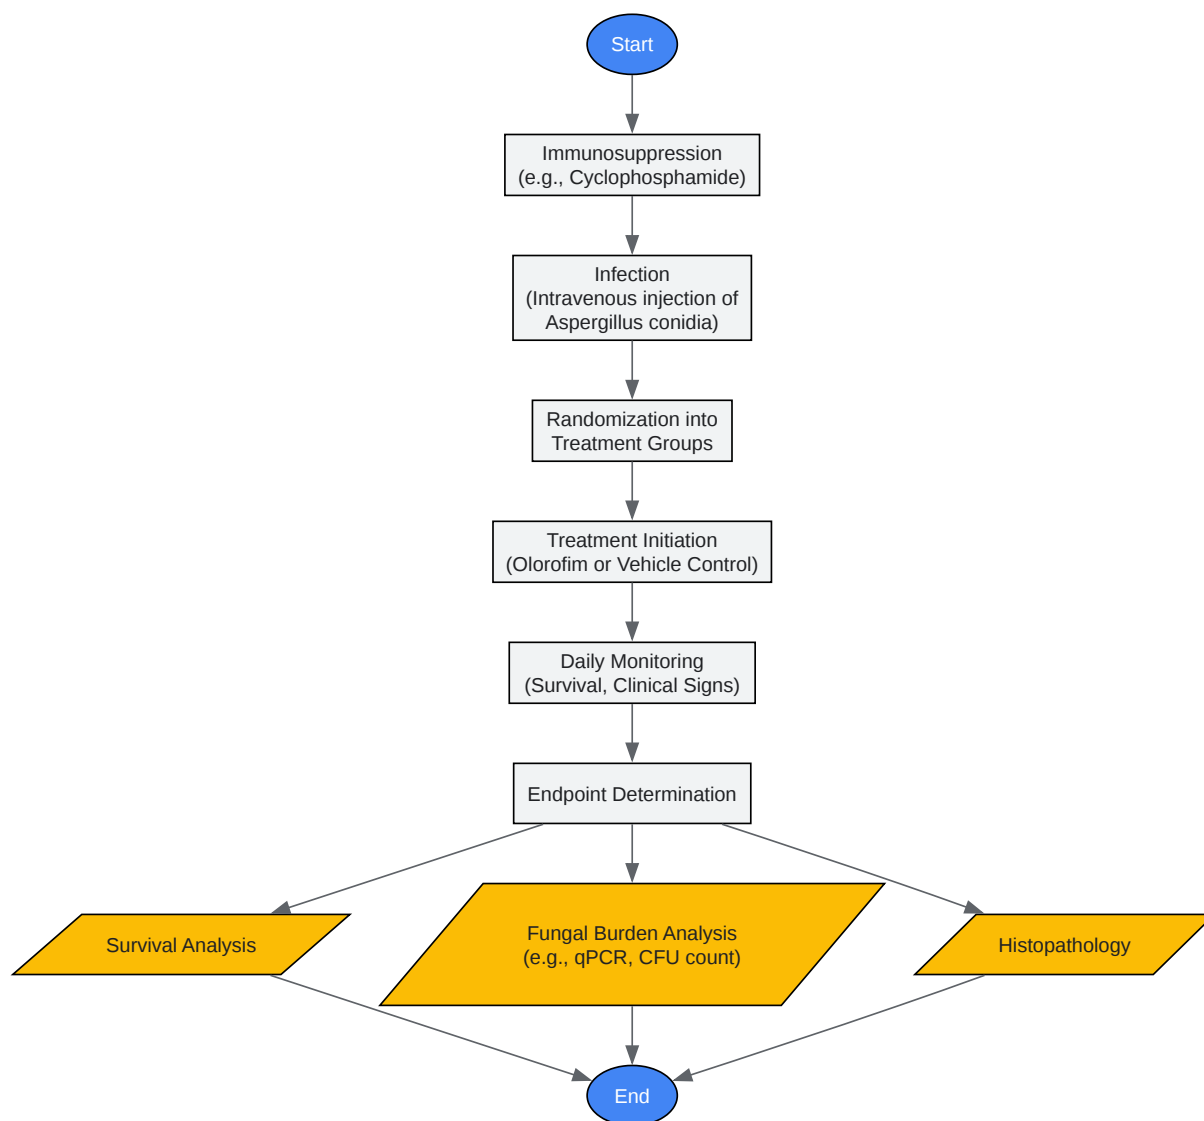 Start
Immunosuppression
(e.g., Cyclophosphamide)
Infection
(Intravenous injection of
Aspergillus conidia)
Randomization into
Treatment Groups
Treatment Initiation
(Olorofim or Vehicle Control)
Daily Monitoring
(Survival, Clinical Signs)
Endpoint Determination
Survival Analysis
Fungal Burden Analysis
(e.g., qPCR, CFU count)
Histopathology
End